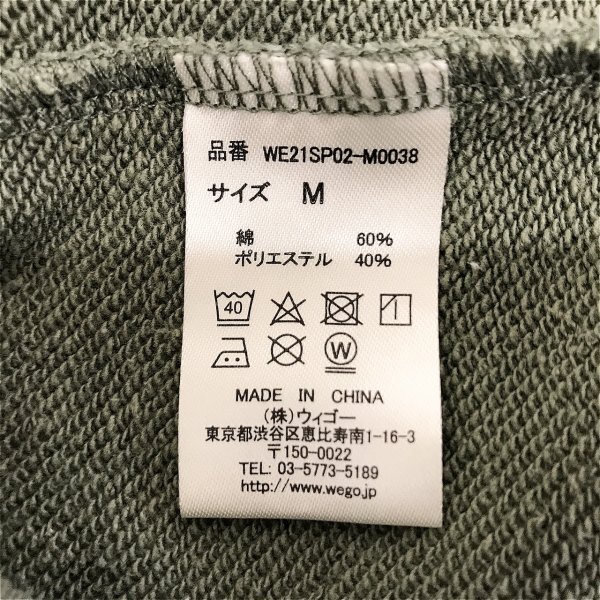 品番 WE21SP02-M0038
サイズ M
綿 60%
ポリエステル 40%
40
W
MADE IN CHINA
(株)ウィゴー
東京都渋谷区恵比寿南1-16-3
〒150-0022
TEL: 03-5773-5189
http://www.wego.jp